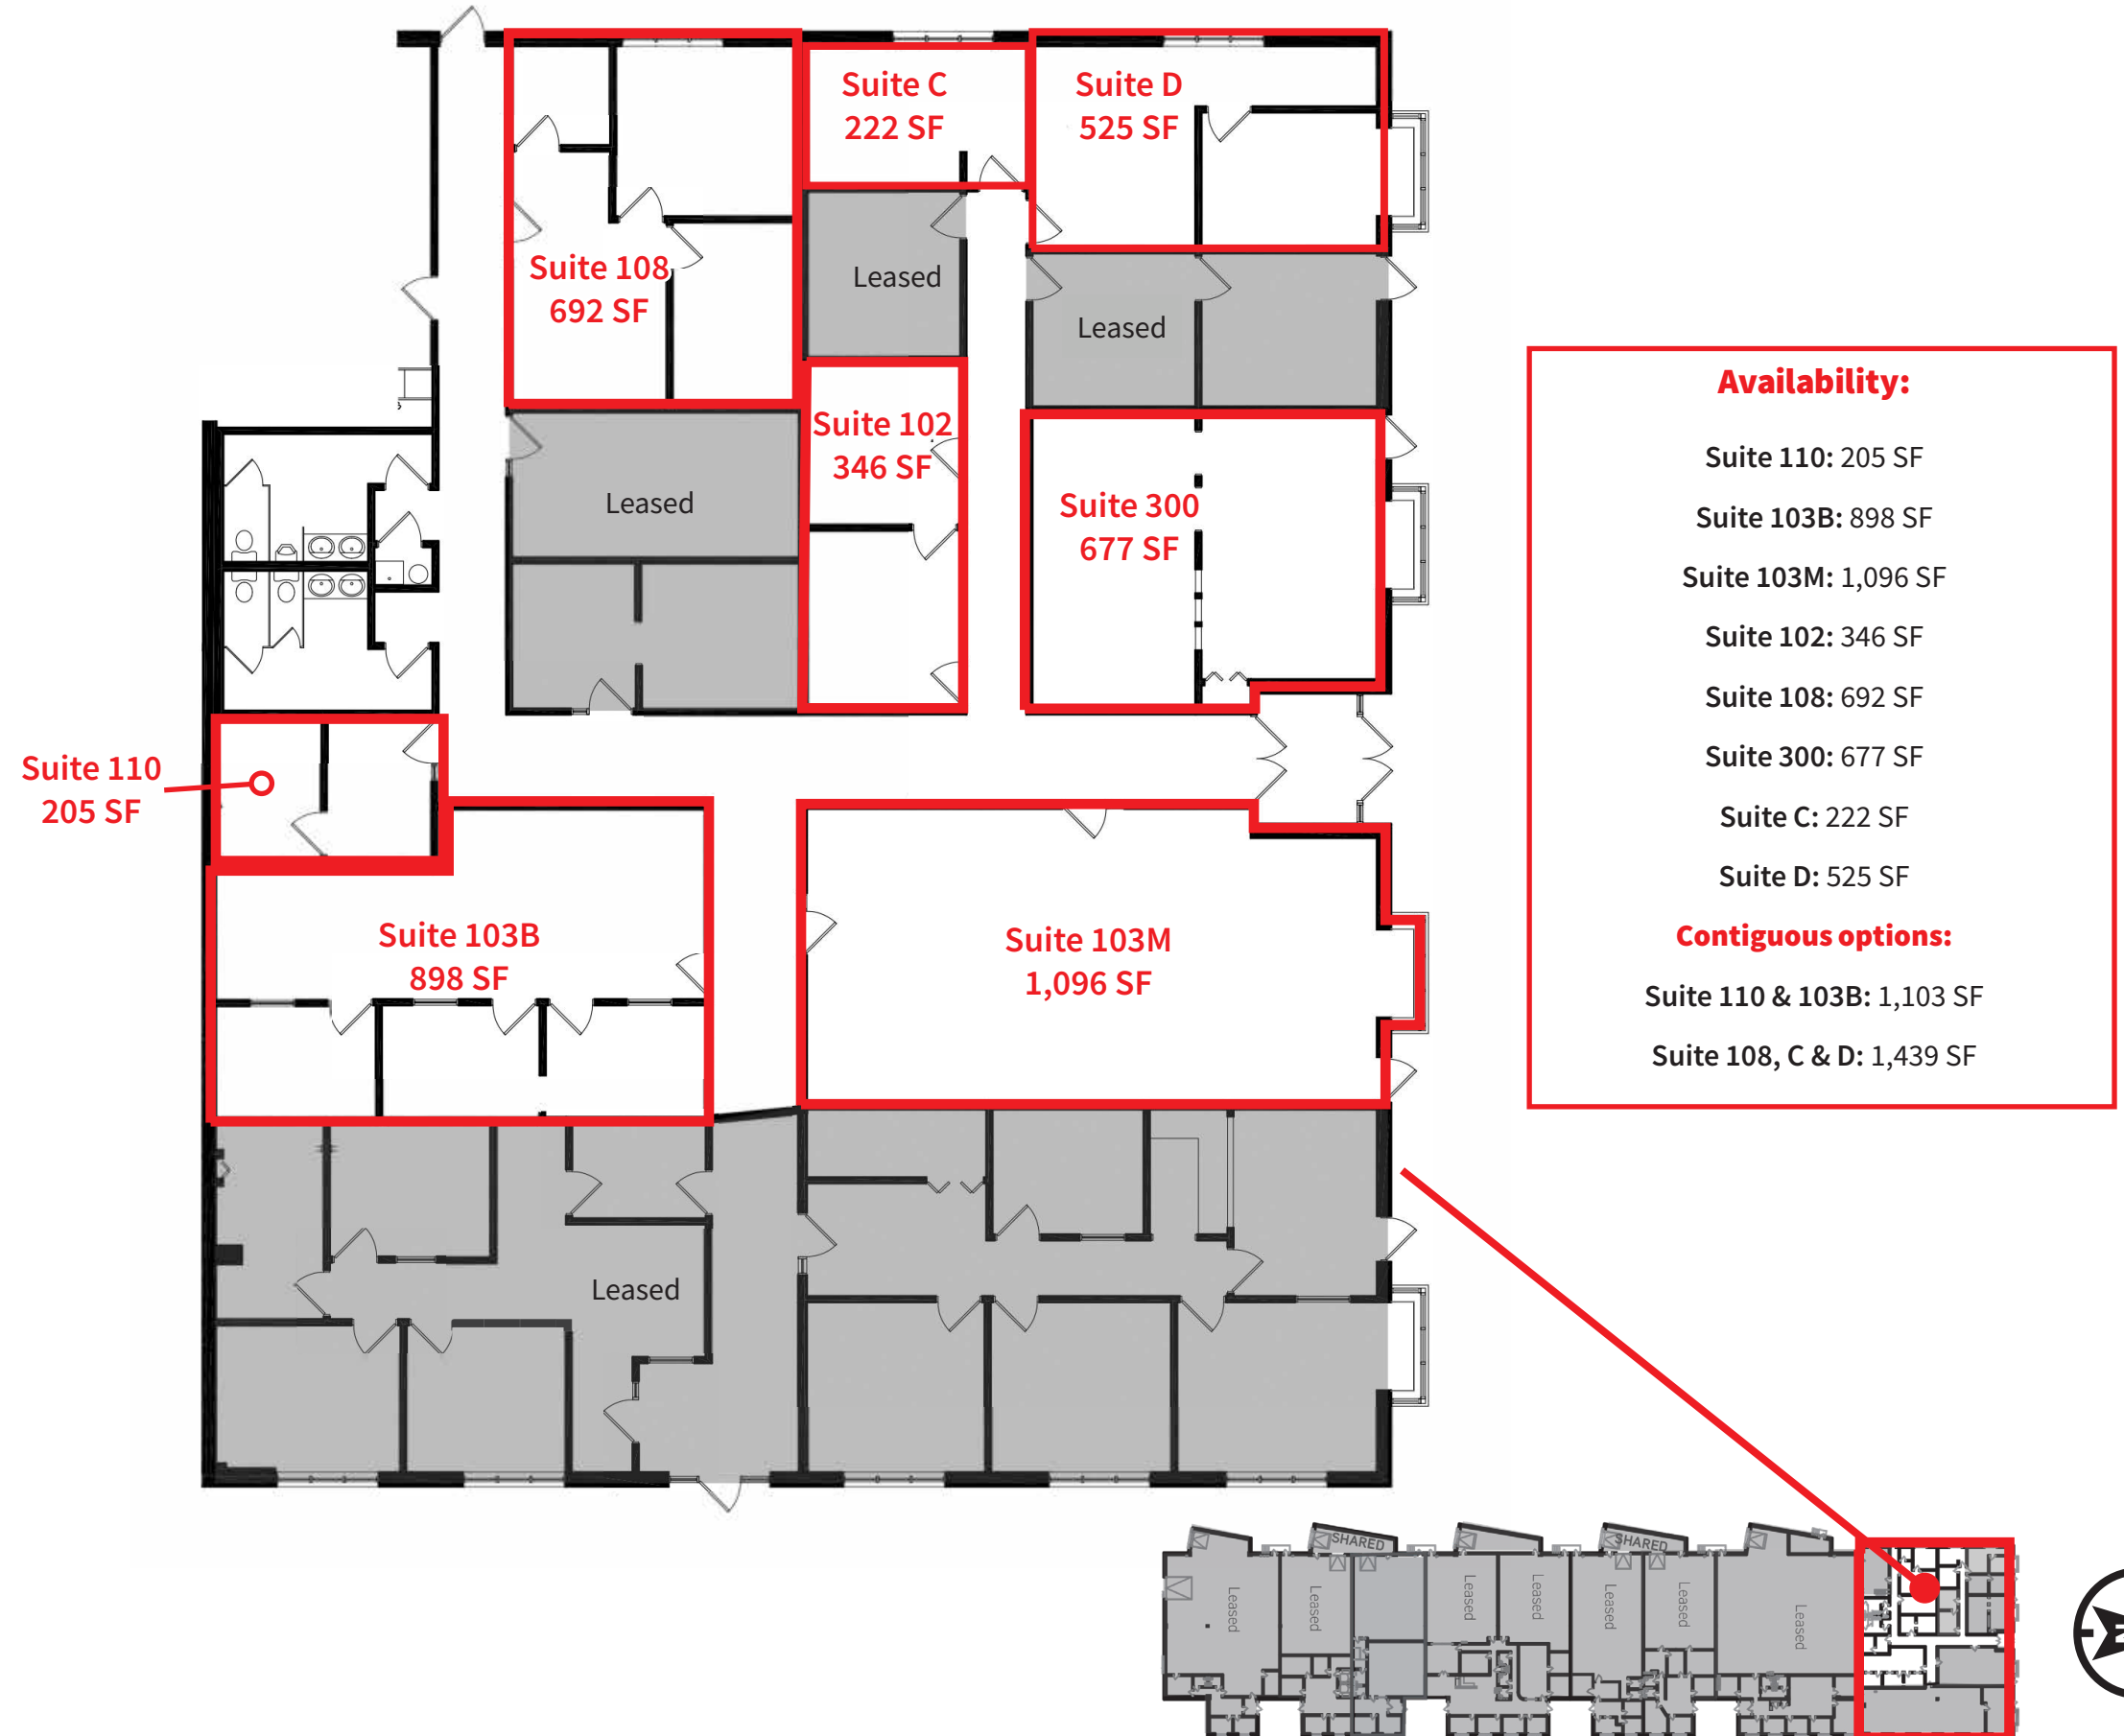 Suite C
222 SF
Suite D
525 SF
Suite 108
692 SF
Leased
Leased
Suite 102
346 SF
Leased
Suite 300
677 SF
Suite 110
205 SF
Suite 103B
898 SF
Suite 103M
1,096 SF
Leased
Availability:
Suite 110: 205 SF
Suite 103B: 898 SF
Suite 103M: 1,096 SF
Suite 102: 346 SF
Suite 108: 692 SF
Suite 300: 677 SF
Suite C: 222 SF
Suite D: 525 SF
Contiguous options:
Suite 110 & 103B: 1,103 SF
Suite 108, C & D: 1,439 SF
SHARED
SHARED
Leased
Leased
Leased
Leased
Leased
Leased
Leased